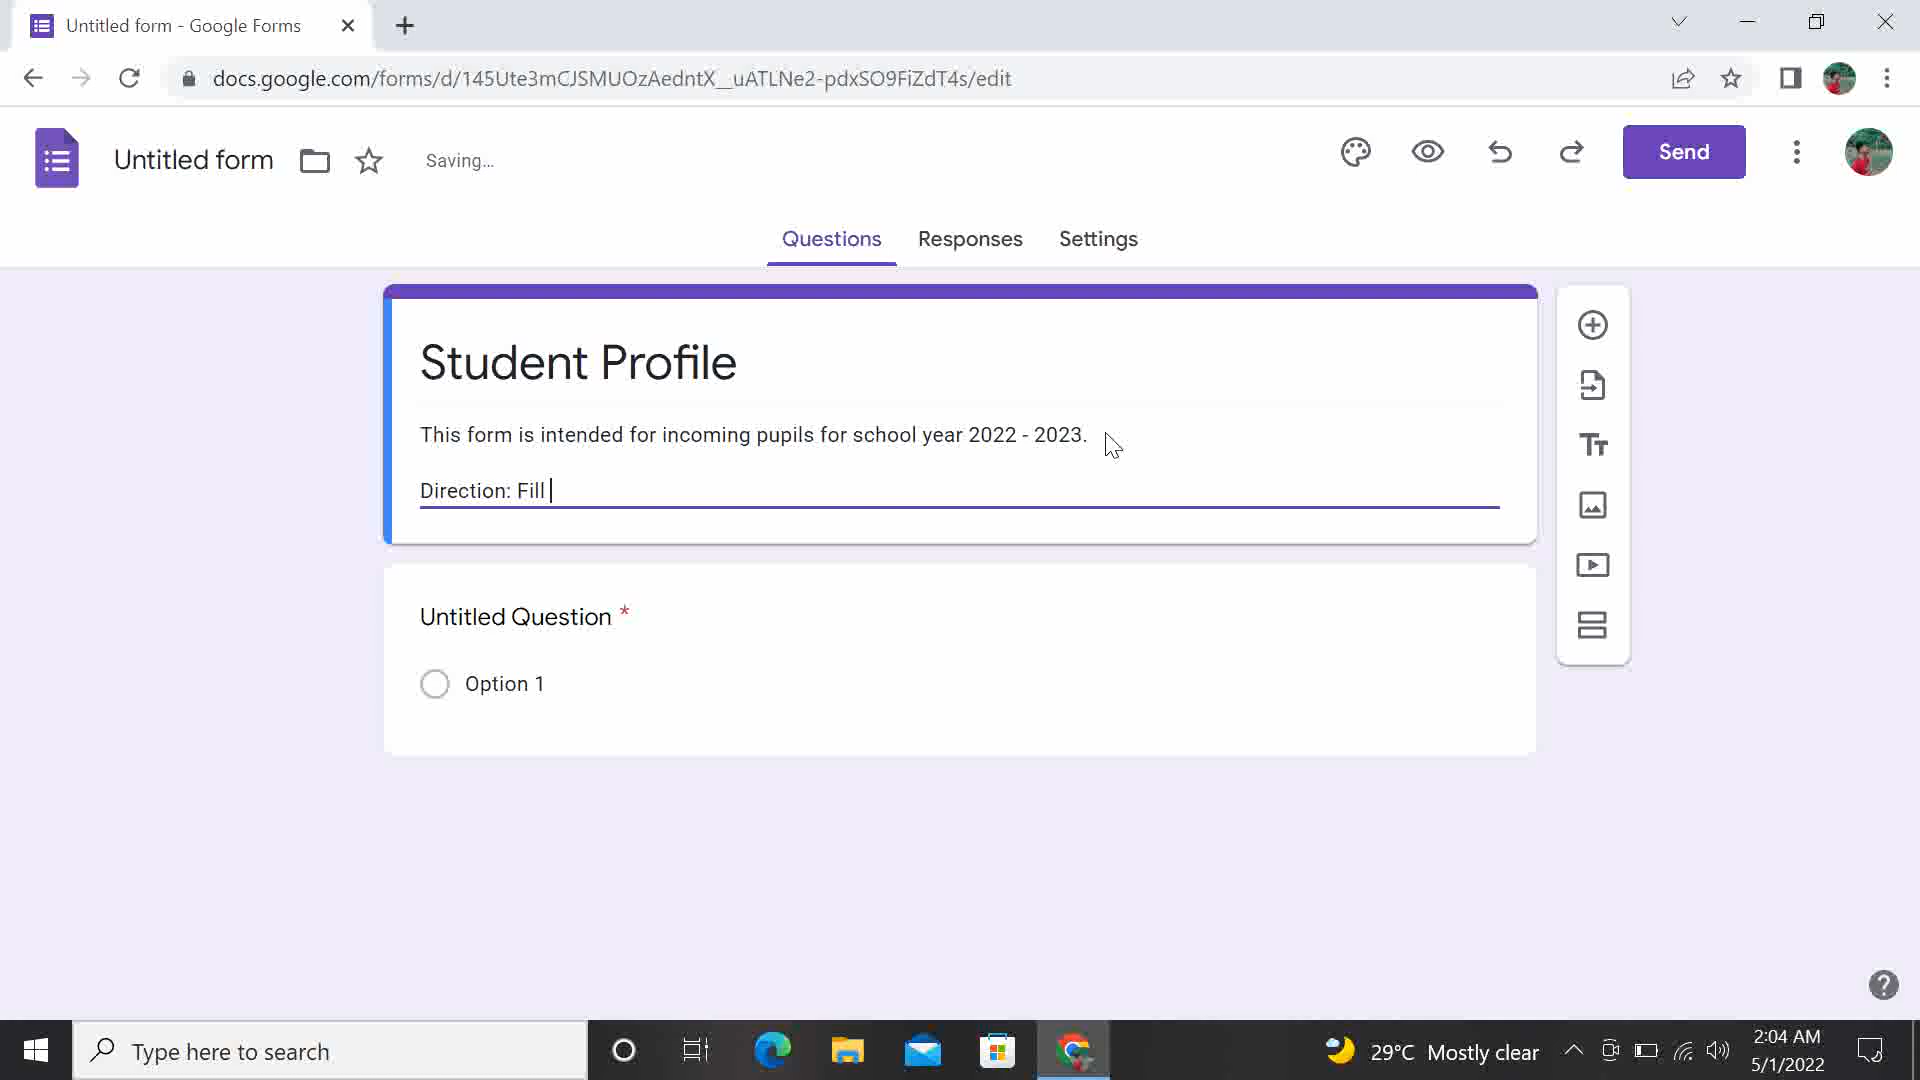 Untitled form - Google Forms
docs.google.com/forms/d/145Ute3mCJSMUOzAedntX__uATLNe2-pdxSO9FiZdT4s/edit
Untitled form
Saving...
Send
Questions
Responses
Settings
Student Profile
This form is intended for incoming pupils for school year 2022 - 2023.
Direction: Fill
Untitled Question *
Option 1
Type here to search
29°C Mostly clear
2:04 AM
5/1/2022